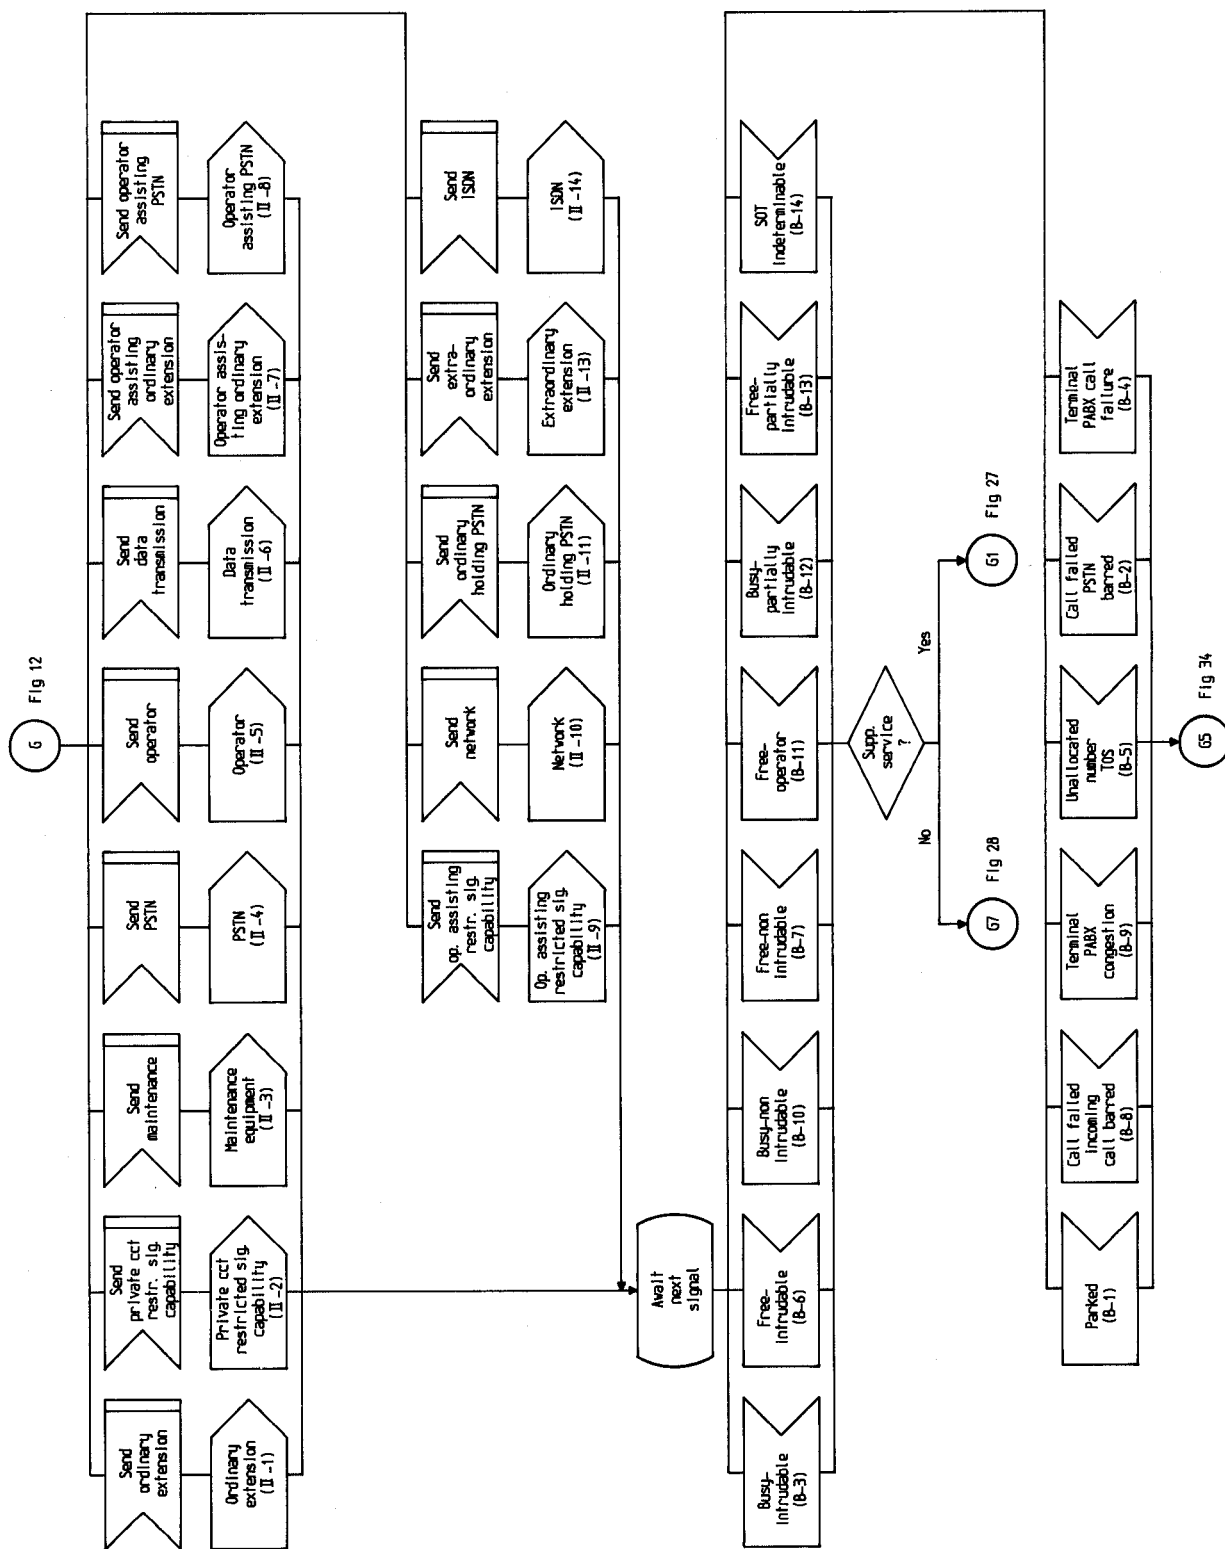 G
Fig 12
Send
ordinary
extension
Send
private cct
restr. sig.
capability
Send
maintenance
Send
PSTN
Send
operator
Send
data
transmission
Send operator
assisting
ordinary
extension
Send operator
assisting
PSTN
Ordinary
extension
(II-1)
Private cct
restricted sig.
capability
(II-2)
Maintenance
equipment
(II-3)
PSTN
(II-4)
Operator
(II-5)
Data
transmission
(II-6)
Operator assis-
ting ordinary
extension
(II-7)
Operator
assisting PSTN
(II-8)
Send
op. assisting
restr. sig.
capability
Send
network
Send
ordinary
holding PSTN
Send
extra-
ordinary
extension
Send
ISDN
Op. assisting
restricted sig.
capability
(II-9)
Network
(II-10)
Ordinary
holding PSTN
(II-11)
Extraordinary
extension
(II-13)
ISDN
(II-14)
Await
next
signal
Busy-
intrudable
(B-3)
Free-
intrudable
(B-6)
Busy-non
intrudable
(B-10)
Free-non
intrudable
(B-7)
Free-
operator
(B-11)
Busy-
partially
intrudable
(B-12)
Free-
partially
intrudable
(B-13)
SOT
indeterminable
(B-14)
Supp.
service
?
No
Yes
G7
Fig 28
G1
Fig 27
Parked
(B-1)
Call failed
incoming
call barred
(B-8)
Terminal
PABX
congestion
(B-9)
Unallocated
number
TOS
(B-5)
Call failed
PSTN
barred
(B-2)
Terminal
PABX call
failure
(B-4)
G5
Fig 34